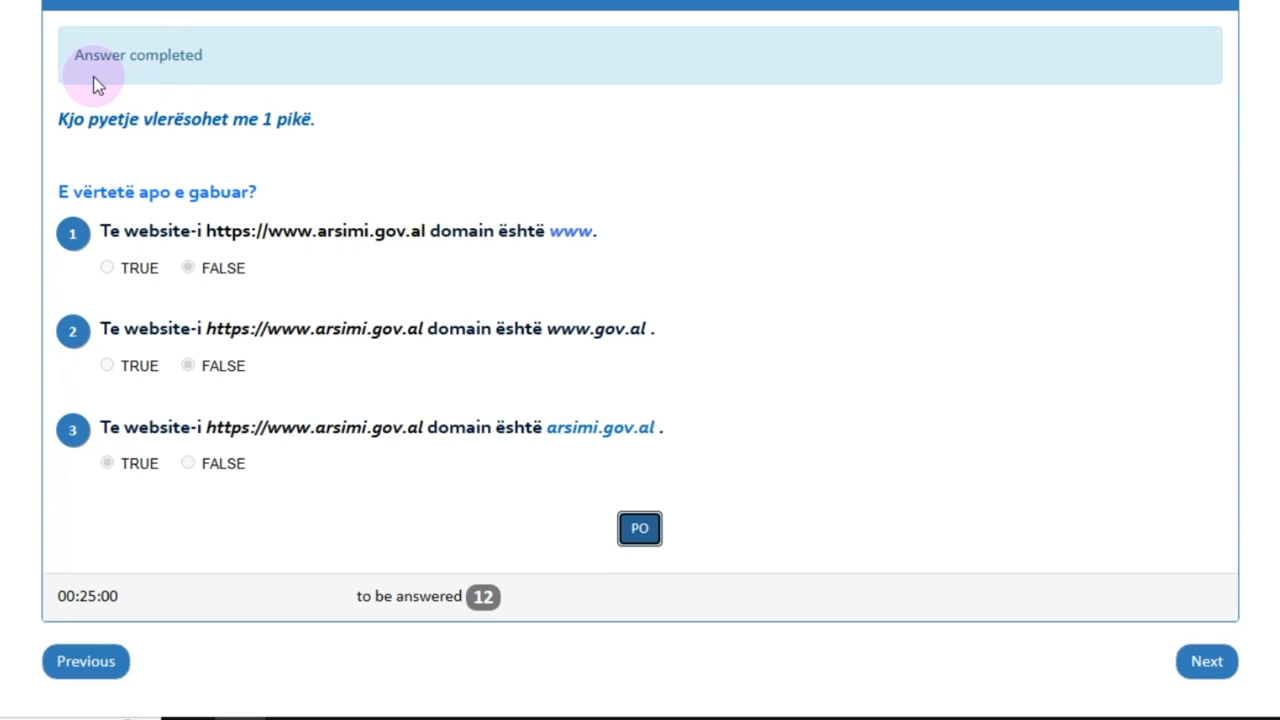 Answer completed
Kjo pyetje vlerësohet me 1 pikë.
E vërtetë apo e gabuar?
1 Te website-i https://www.arsimi.gov.al domain është www.
TRUE FALSE
2 Te website-i https://www.arsimi.gov.al domain është www.gov.al .
TRUE FALSE
3 Te website-i https://www.arsimi.gov.al domain është arsimi.gov.al .
TRUE FALSE
PO
00:25:00 to be answered 12
Previous Next